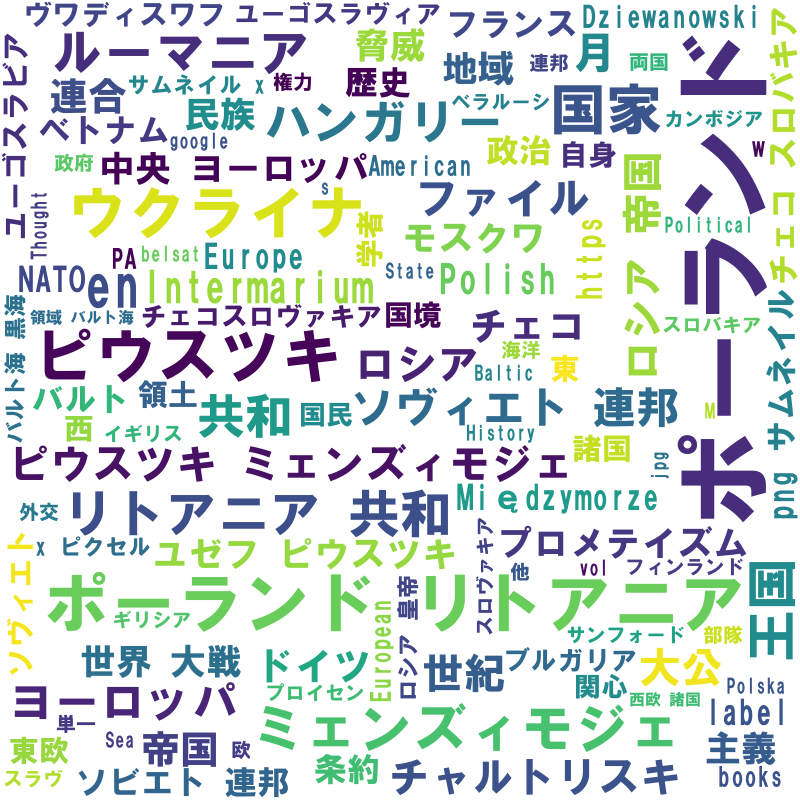 ヴワディスワフ ユーゴスラヴィア フランス Dziewanowski
ルーマニア 脅威 地域 連邦 月 両国
連合 サムネイル x 権力 歴史
民族 ハンガリー ベラルーシ 国家 カンボジア
ベトナム google
政府 中央 ヨーロッパ American 政治 自身 w
ユーゴスラビア
スロバキア
ポーランド
ウクライナ s ファイル 帝国
Thought
学者 モスクワ Political
チェコ
PA belsat Europe https
NATO en Intermarium State Polish
ロシア
バルト海 黒海
領域 バルト海 チェコスロヴァキア 国境 チェコ スロバキア
ピウスツキ ロシア 海洋 東
Baltic
サムネイル
バルト 領土 共和 国民 ソヴィエト 連邦 M
西 イギリス History 諸国
ピウスツキ ミェンズィモジェ jpg
png
外交 リトアニア 共和 Międzymorze
x ピクセル ユゼフ ピウスツキ プロメテイズム
スロヴァキア
vol フィンランド
他
ソヴィエト
ポーランド リトアニア 王国
ギリシア 皇帝
サンフォード 部隊
European
ロシア
世界 大戦 ドイツ 世紀 ブルガリア 大公
プロイセン 関心 Polska
ヨーロッパ 西欧 諸国
単一 ミェンズィモジェ label
東欧 Sea 帝国 欧 主義
スラヴ ソビエト 連邦 条約 チャルトリスキ books